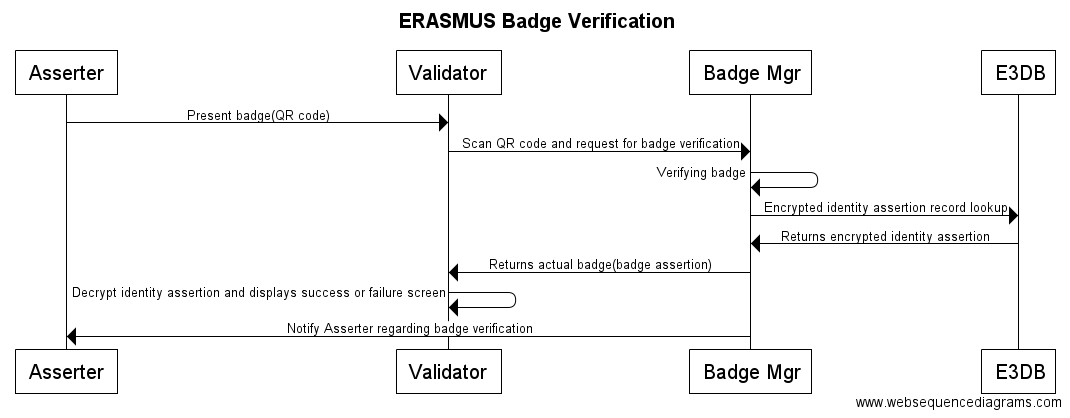 ERASMUS Badge Verification
Asserter Validator Badge Mgr E3DB
Present badge(QR code)
Scan QR code and request for badge verification
Verifying badge
Encrypted identity assertion record lookup
Returns encrypted identity assertion
Returns actual badge(badge assertion)
Decrypt identity assertion and displays success or failure screen
Notify Asserter regarding badge verification
Asserter Validator Badge Mgr E3DB
www.websequencediagrams.com